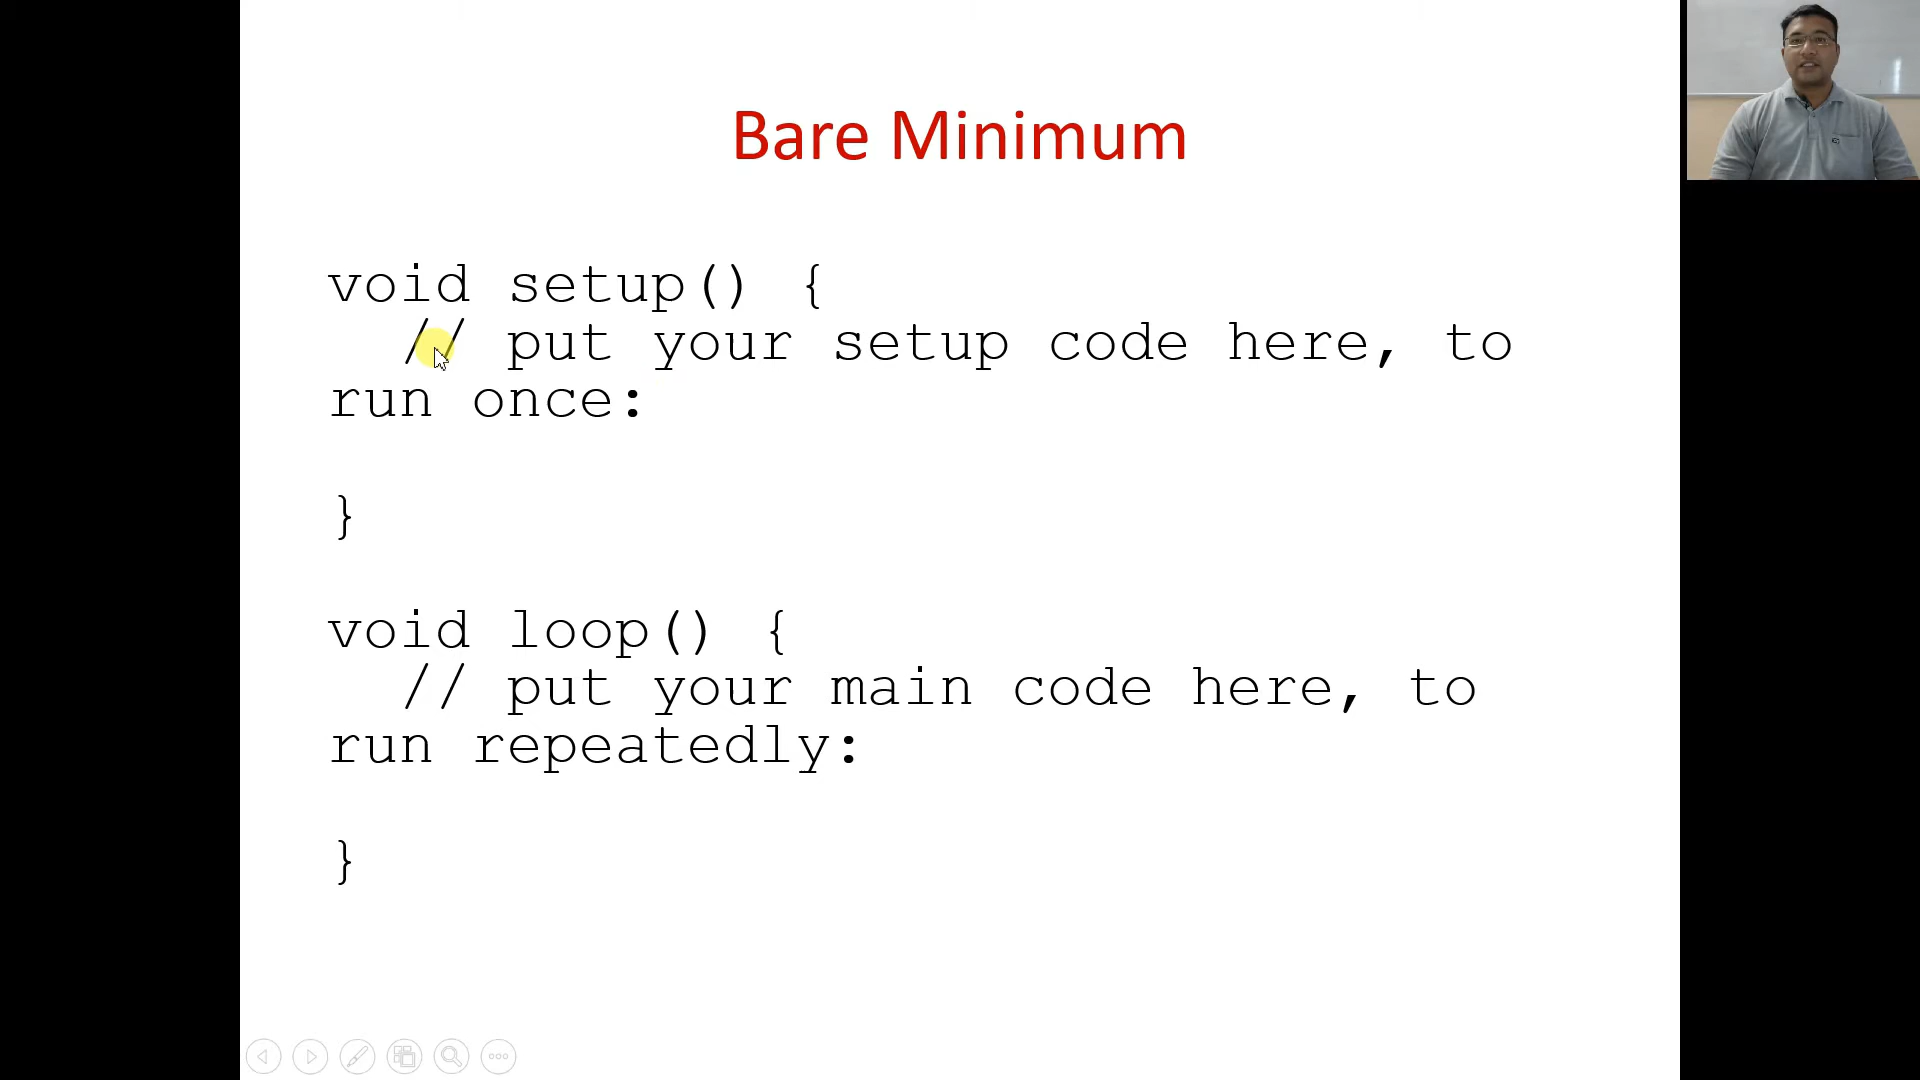 Bare Minimum
void setup() {
// put your setup code here, to
run once:
}
void loop() {
// put your main code here, to
run repeatedly:
}